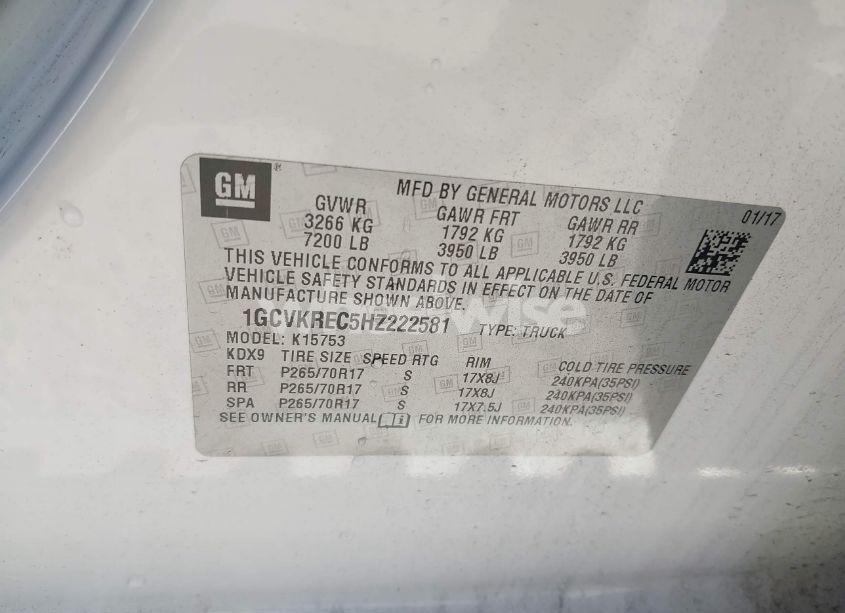 GM
MFD BY GENERAL MOTORS LLC
01/17
GVWR GAWR FRT GAWR RR
3266 KG 1792 KG 1792 KG
7200 LB 3950 LB 3950 LB
THIS VEHICLE CONFORMS TO ALL APPLICABLE U.S. FEDERAL MOTOR
VEHICLE SAFETY STANDARDS IN EFFECT ON THE DATE OF
MANUFACTURE SHOWN ABOVE.
1GCVKREC5HZ222581 TYPE: TRUCK
MODEL: K15753
KDX9 TIRE SIZE SPEED RTG RIM COLD TIRE PRESSURE
FRT P265/70R17 S 17X8J 240KPA(35PSI)
RR P265/70R17 S 17X8J 240KPA(35PSI)
SPA P265/70R17 S 17X7.5J 240KPA(35PSI)
SEE OWNER'S MANUAL FOR MORE INFORMATION.